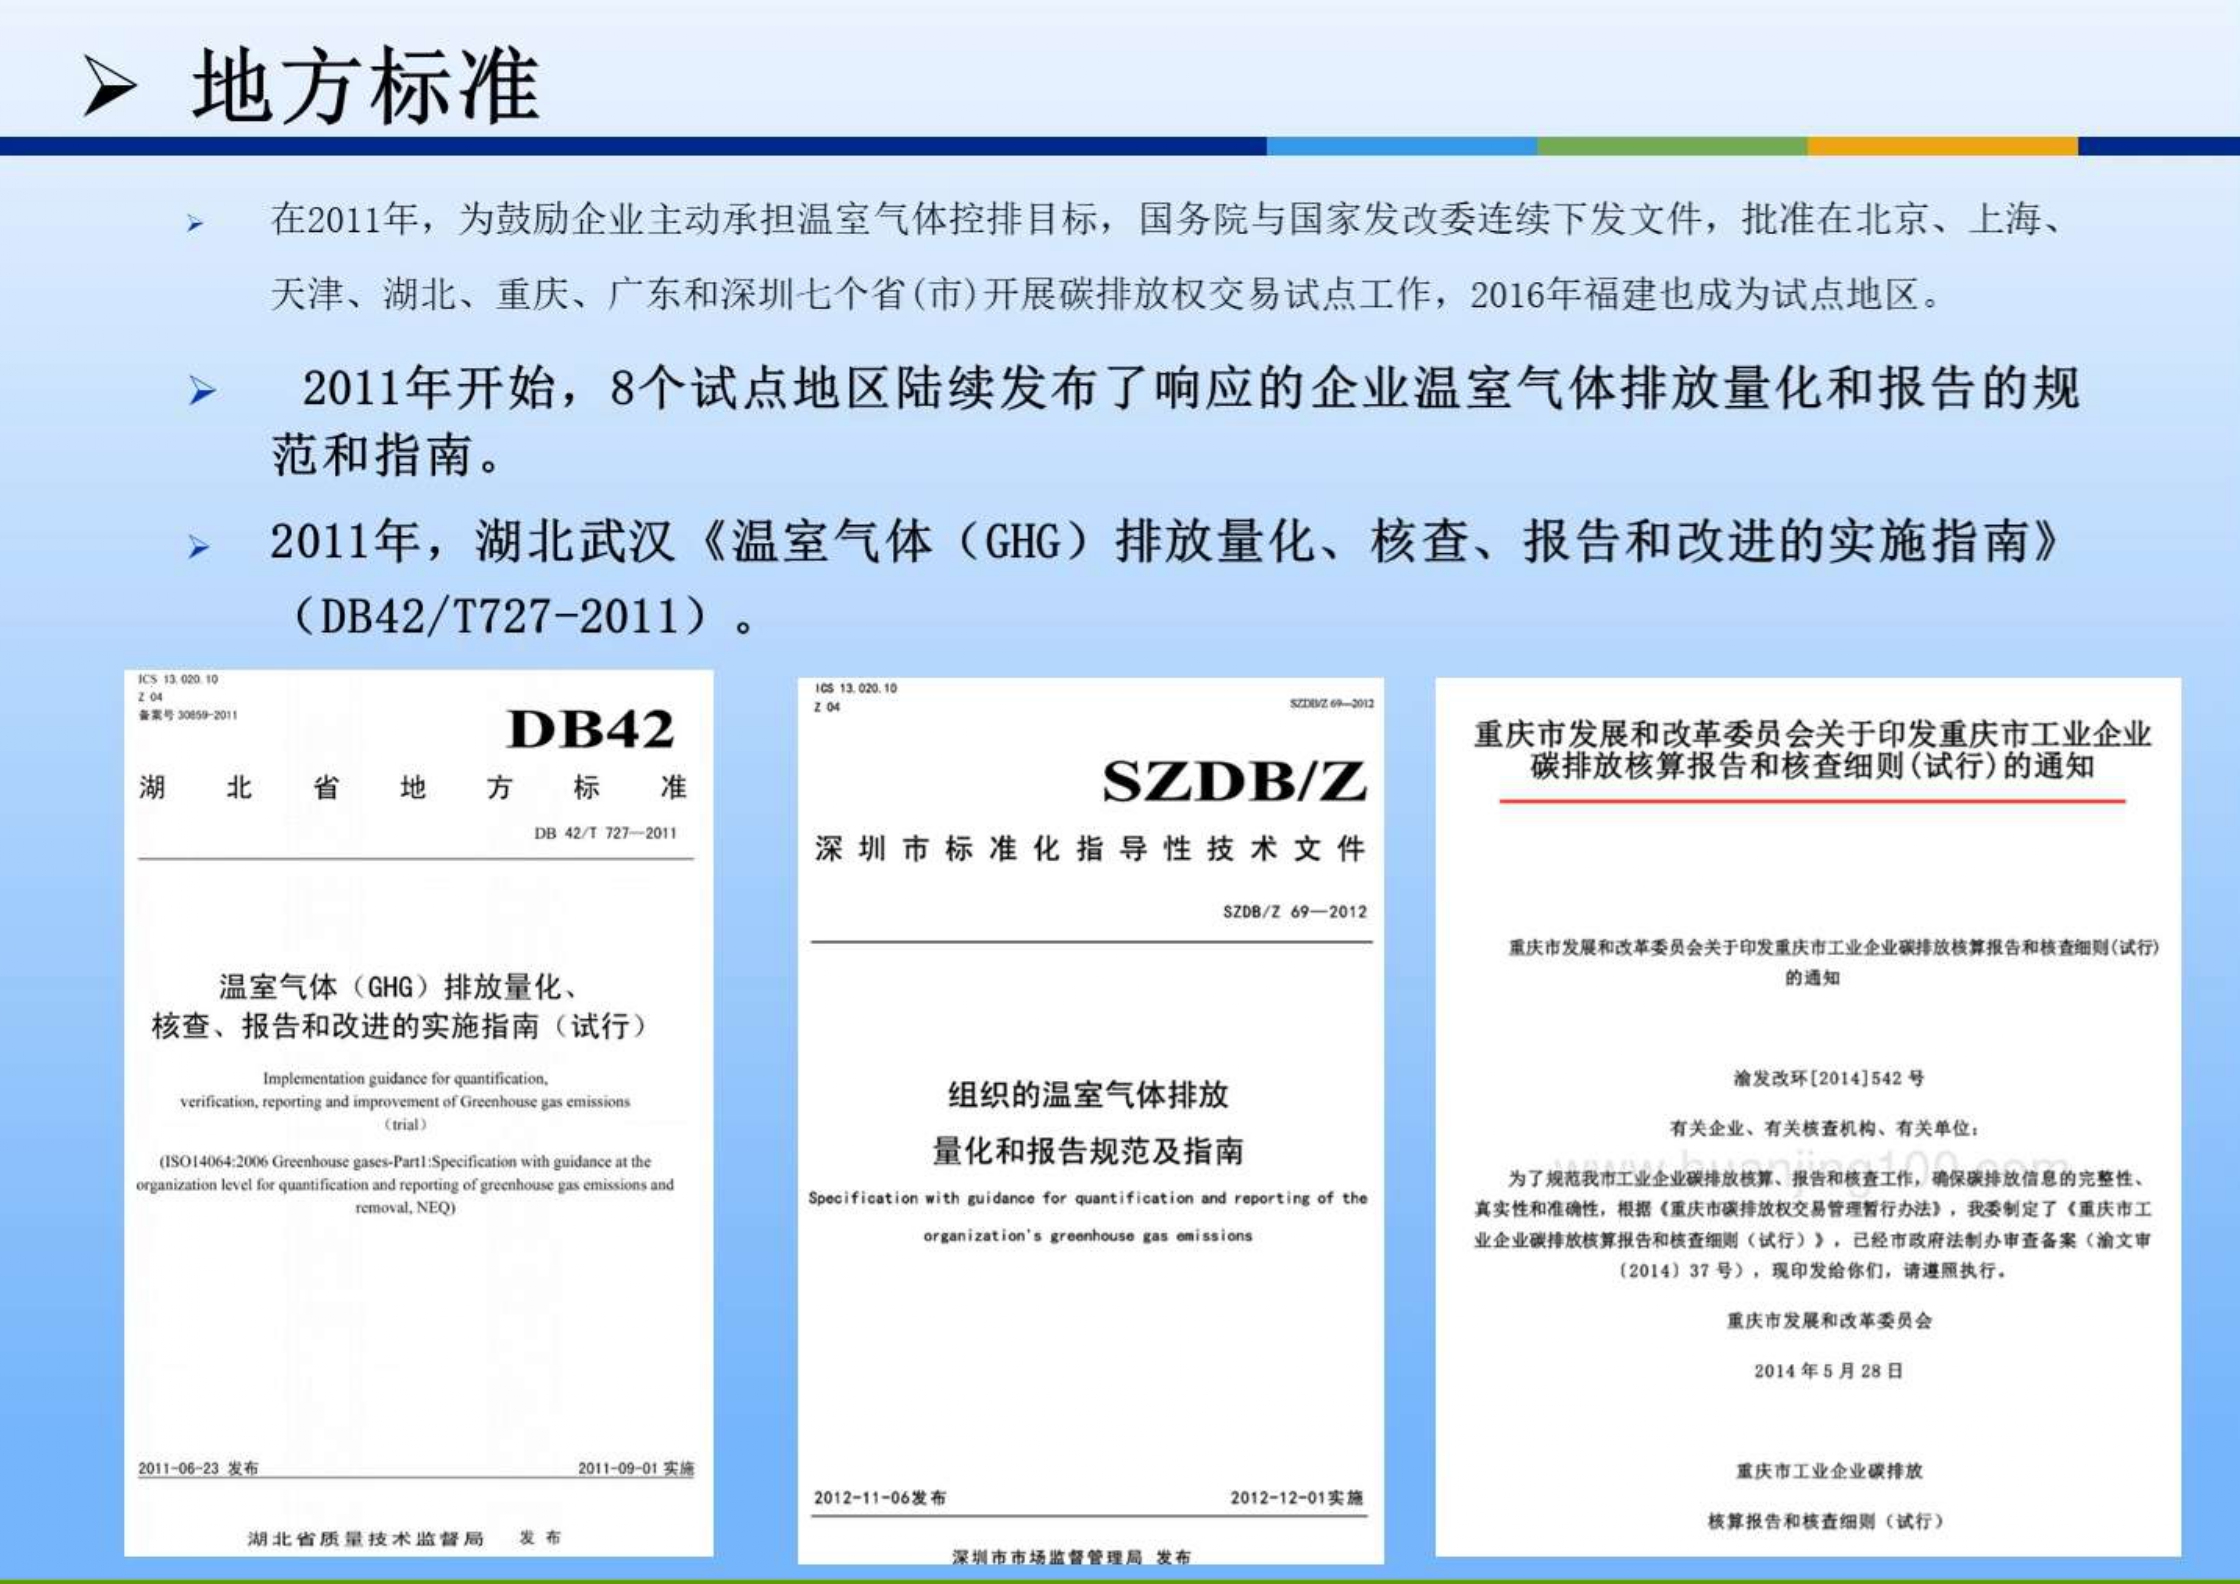 地方标准
在2011年，为鼓励企业主动承担温室气体控排目标，国务院与国家发改委连续下发文件，批准在北京、上海、
天津、湖北、重庆、广东和深圳七个省(市)开展碳排放权交易试点工作，2016年福建也成为试点地区。
2011年开始，8个试点地区陆续发布了响应的企业温室气体排放量化和报告的规
范和指南。
2011年，湖北武汉《温室气体（GHG）排放量化、核查、报告和改进的实施指南》
（DB42/T727-2011）。
ICS 13.020.10
Z 04
备案号 30659-2011
DB42
湖北省地方标准
DB 42/T 727—2011
温室气体（GHG）排放量化、
核查、报告和改进的实施指南（试行）
Implementation guidance for quantification,
verification, reporting and improvement of Greenhouse gas emissions
（trial）
(ISO14064:2006 Greenhouse gases-Part1:Specification with guidance at the
organization level for quantification and reporting of greenhouse gas emissions and
removal, NEQ)
2011-06-23 发布 2011-09-01 实施
湖北省质量技术监督局 发布
ICS 13.020.10
Z 04
SZDB/Z 69—2012
SZDB/Z
深圳市标准化指导性技术文件
SZDB/Z 69—2012
组织的温室气体排放
量化和报告规范及指南
Specification with guidance for quantification and reporting of the
organization's greenhouse gas emissions
2012-11-06发布 2012-12-01实施
深圳市市场监督管理局 发布
重庆市发展和改革委员会关于印发重庆市工业企业
碳排放核算报告和核查细则(试行)的通知
重庆市发展和改革委员会关于印发重庆市工业企业碳排放核算报告和核查细则(试行)
的通知
渝发改环[2014]542 号
有关企业、有关核查机构、有关单位：
www.huanjing100.com
为了规范我市工业企业碳排放核算、报告和核查工作，确保碳排放信息的完整性、
真实性和准确性，根据《重庆市碳排放权交易管理暂行办法》，我委制定了《重庆市工
业企业碳排放核算报告和核查细则（试行）》，已经市政府法制办审查备案（渝文审
〔2014〕37 号），现印发给你们，请遵照执行。
重庆市发展和改革委员会
2014 年 5 月 28 日
重庆市工业企业碳排放
核算报告和核查细则（试行）